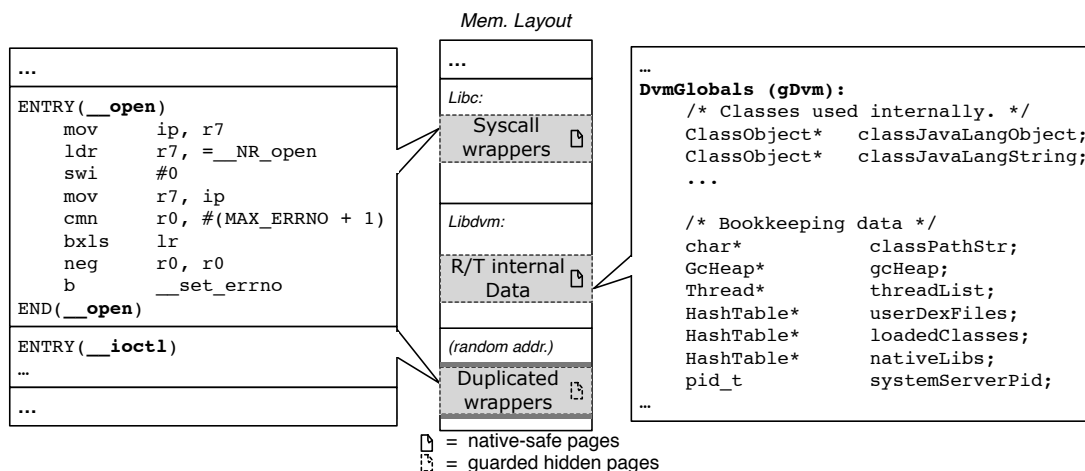 Mem. Layout
...
ENTRY(__open)
mov ip, r7
ldr r7, =__NR_open
swi #0
mov r7, ip
cmn r0, #(MAX_ERRNO + 1)
bxls lr
neg r0, r0
b __set_errno
END(__open)
ENTRY(__ioctl)
…
...
...
Libc:
Syscall
wrappers
Libdvm:
R/T internal
Data
(random addr.)
Duplicated
wrappers
= native-safe pages
= guarded hidden pages
…
DvmGlobals (gDvm):
/* Classes used internally. */
ClassObject* classJavaLangObject;
ClassObject* classJavaLangString;
...
/* Bookkeeping data */
char* classPathStr;
GcHeap* gcHeap;
Thread* threadList;
HashTable* userDexFiles;
HashTable* loadedClasses;
HashTable* nativeLibs;
pid_t systemServerPid;
…